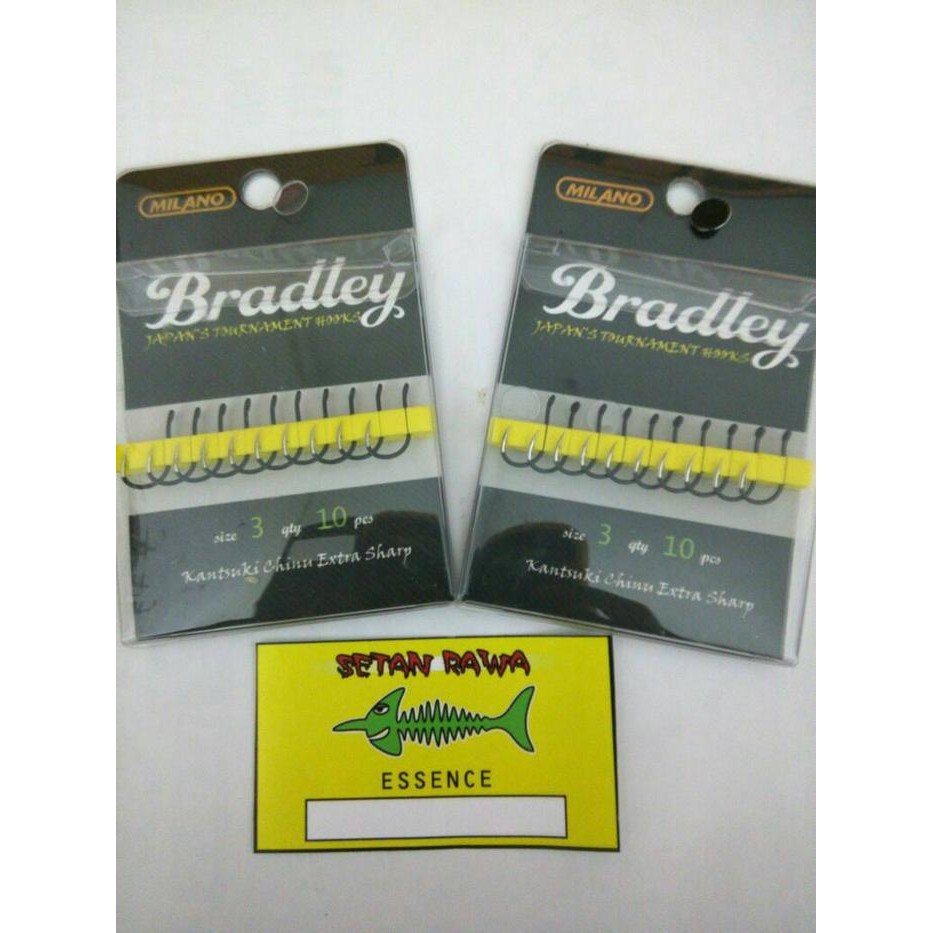 MILANO
Bradley
JAPAN'S TOURNAMENT HOOKS
size 3 qty 10 pcs
Kantsuki Chinu Extra Sharp
MILANO
Bradley
JAPAN'S TOURNAMENT HOOKS
size 3 qty 10 pcs
Kantsuki Chinu Extra Sharp
SETAN RAWA
ESSENCE